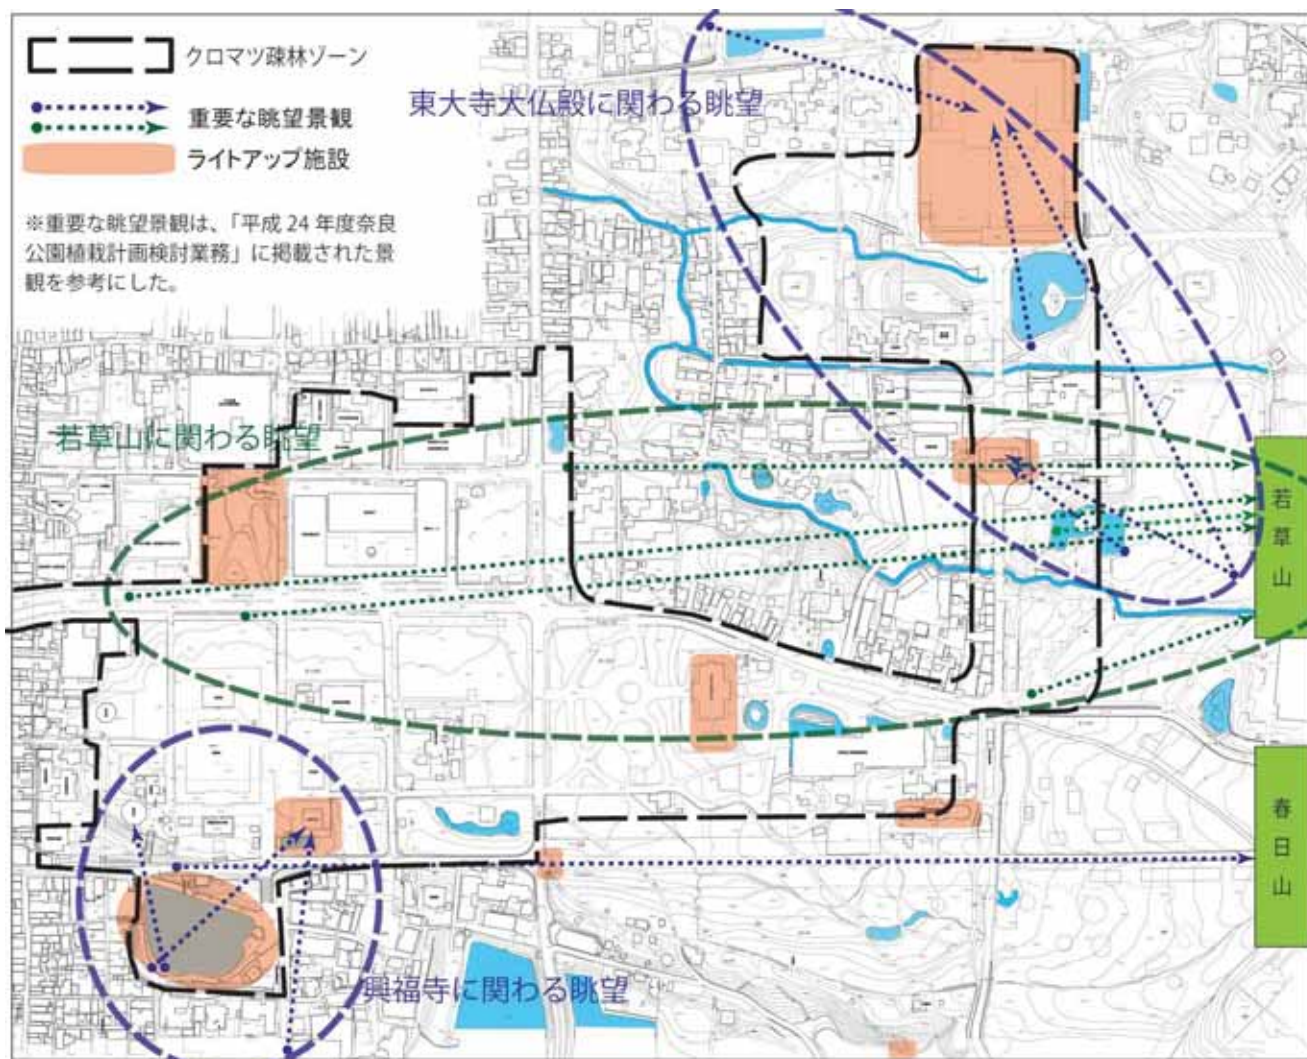 クロマツ疎林ゾーン
重要な眺望景観
ライトアップ施設
※重要な眺望景観は、「平成 24 年度奈良
公園植栽計画検討業務」に掲載された景
観を参考にした。
東大寺大仏殿に関わる眺望
若草山に関わる眺望
若草山
春日山
興福寺に関わる眺望